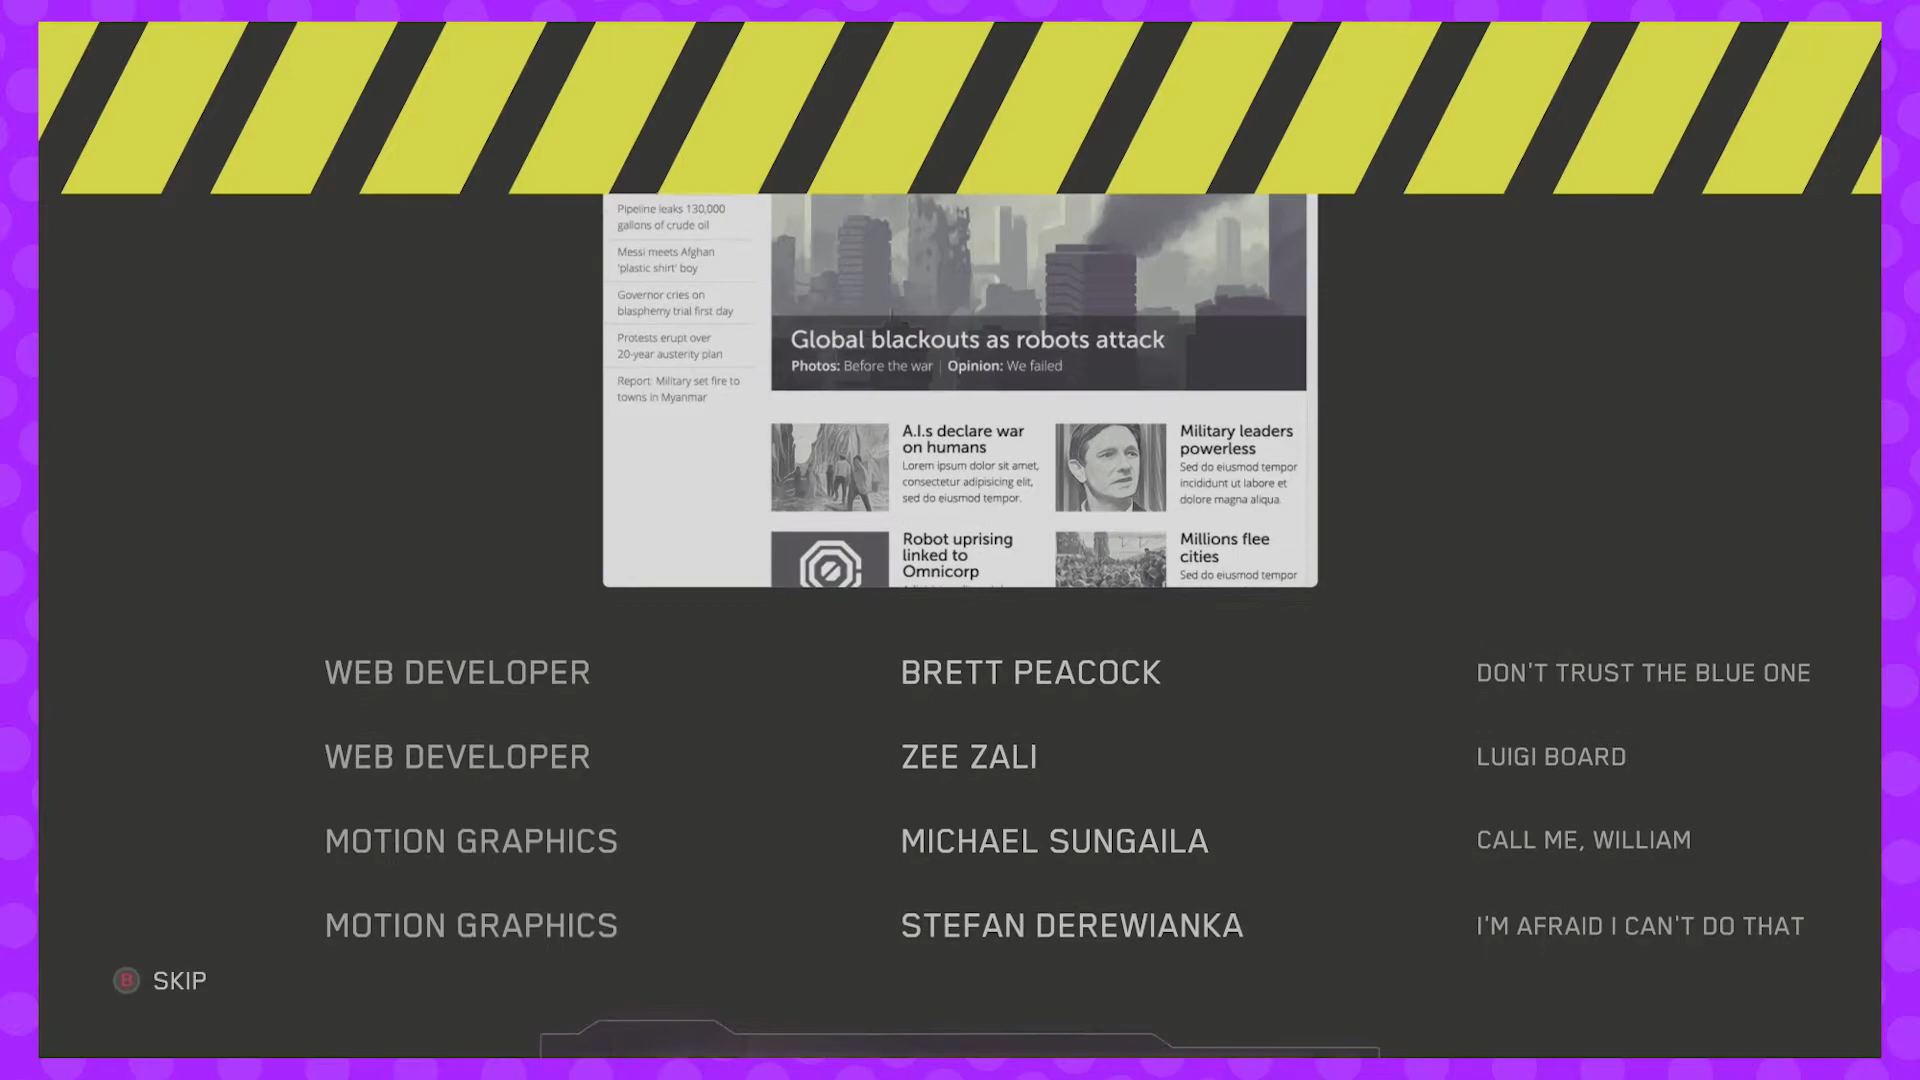 Pipeline leaks 130,000
gallons of crude oil
Messi meets Afghan
'plastic shirt' boy
Governor cries on
blasphemy trial first day
Protests erupt over
20-year austerity plan
Report: Military set fire to
towns in Myanmar
Global blackouts as robots attack
Photos: Before the war | Opinion: We failed
A.I.s declare war
on humans
Lorem ipsum dolor sit amet,
consectetur adipisicing elit,
sed do eiusmod tempor.
Military leaders
powerless
Sed do eiusmod tempor
incididunt ut labore et
dolore magna aliqua.
Robot uprising
linked to
Omnicorp
Millions flee
cities
Sed do eiusmod tempor
WEB DEVELOPER BRETT PEACOCK DON'T TRUST THE BLUE ONE
WEB DEVELOPER ZEE ZALI LUIGI BOARD
MOTION GRAPHICS MICHAEL SUNGAILA CALL ME, WILLIAM
MOTION GRAPHICS STEFAN DEREWIANKA I'M AFRAID I CAN'T DO THAT
B SKIP